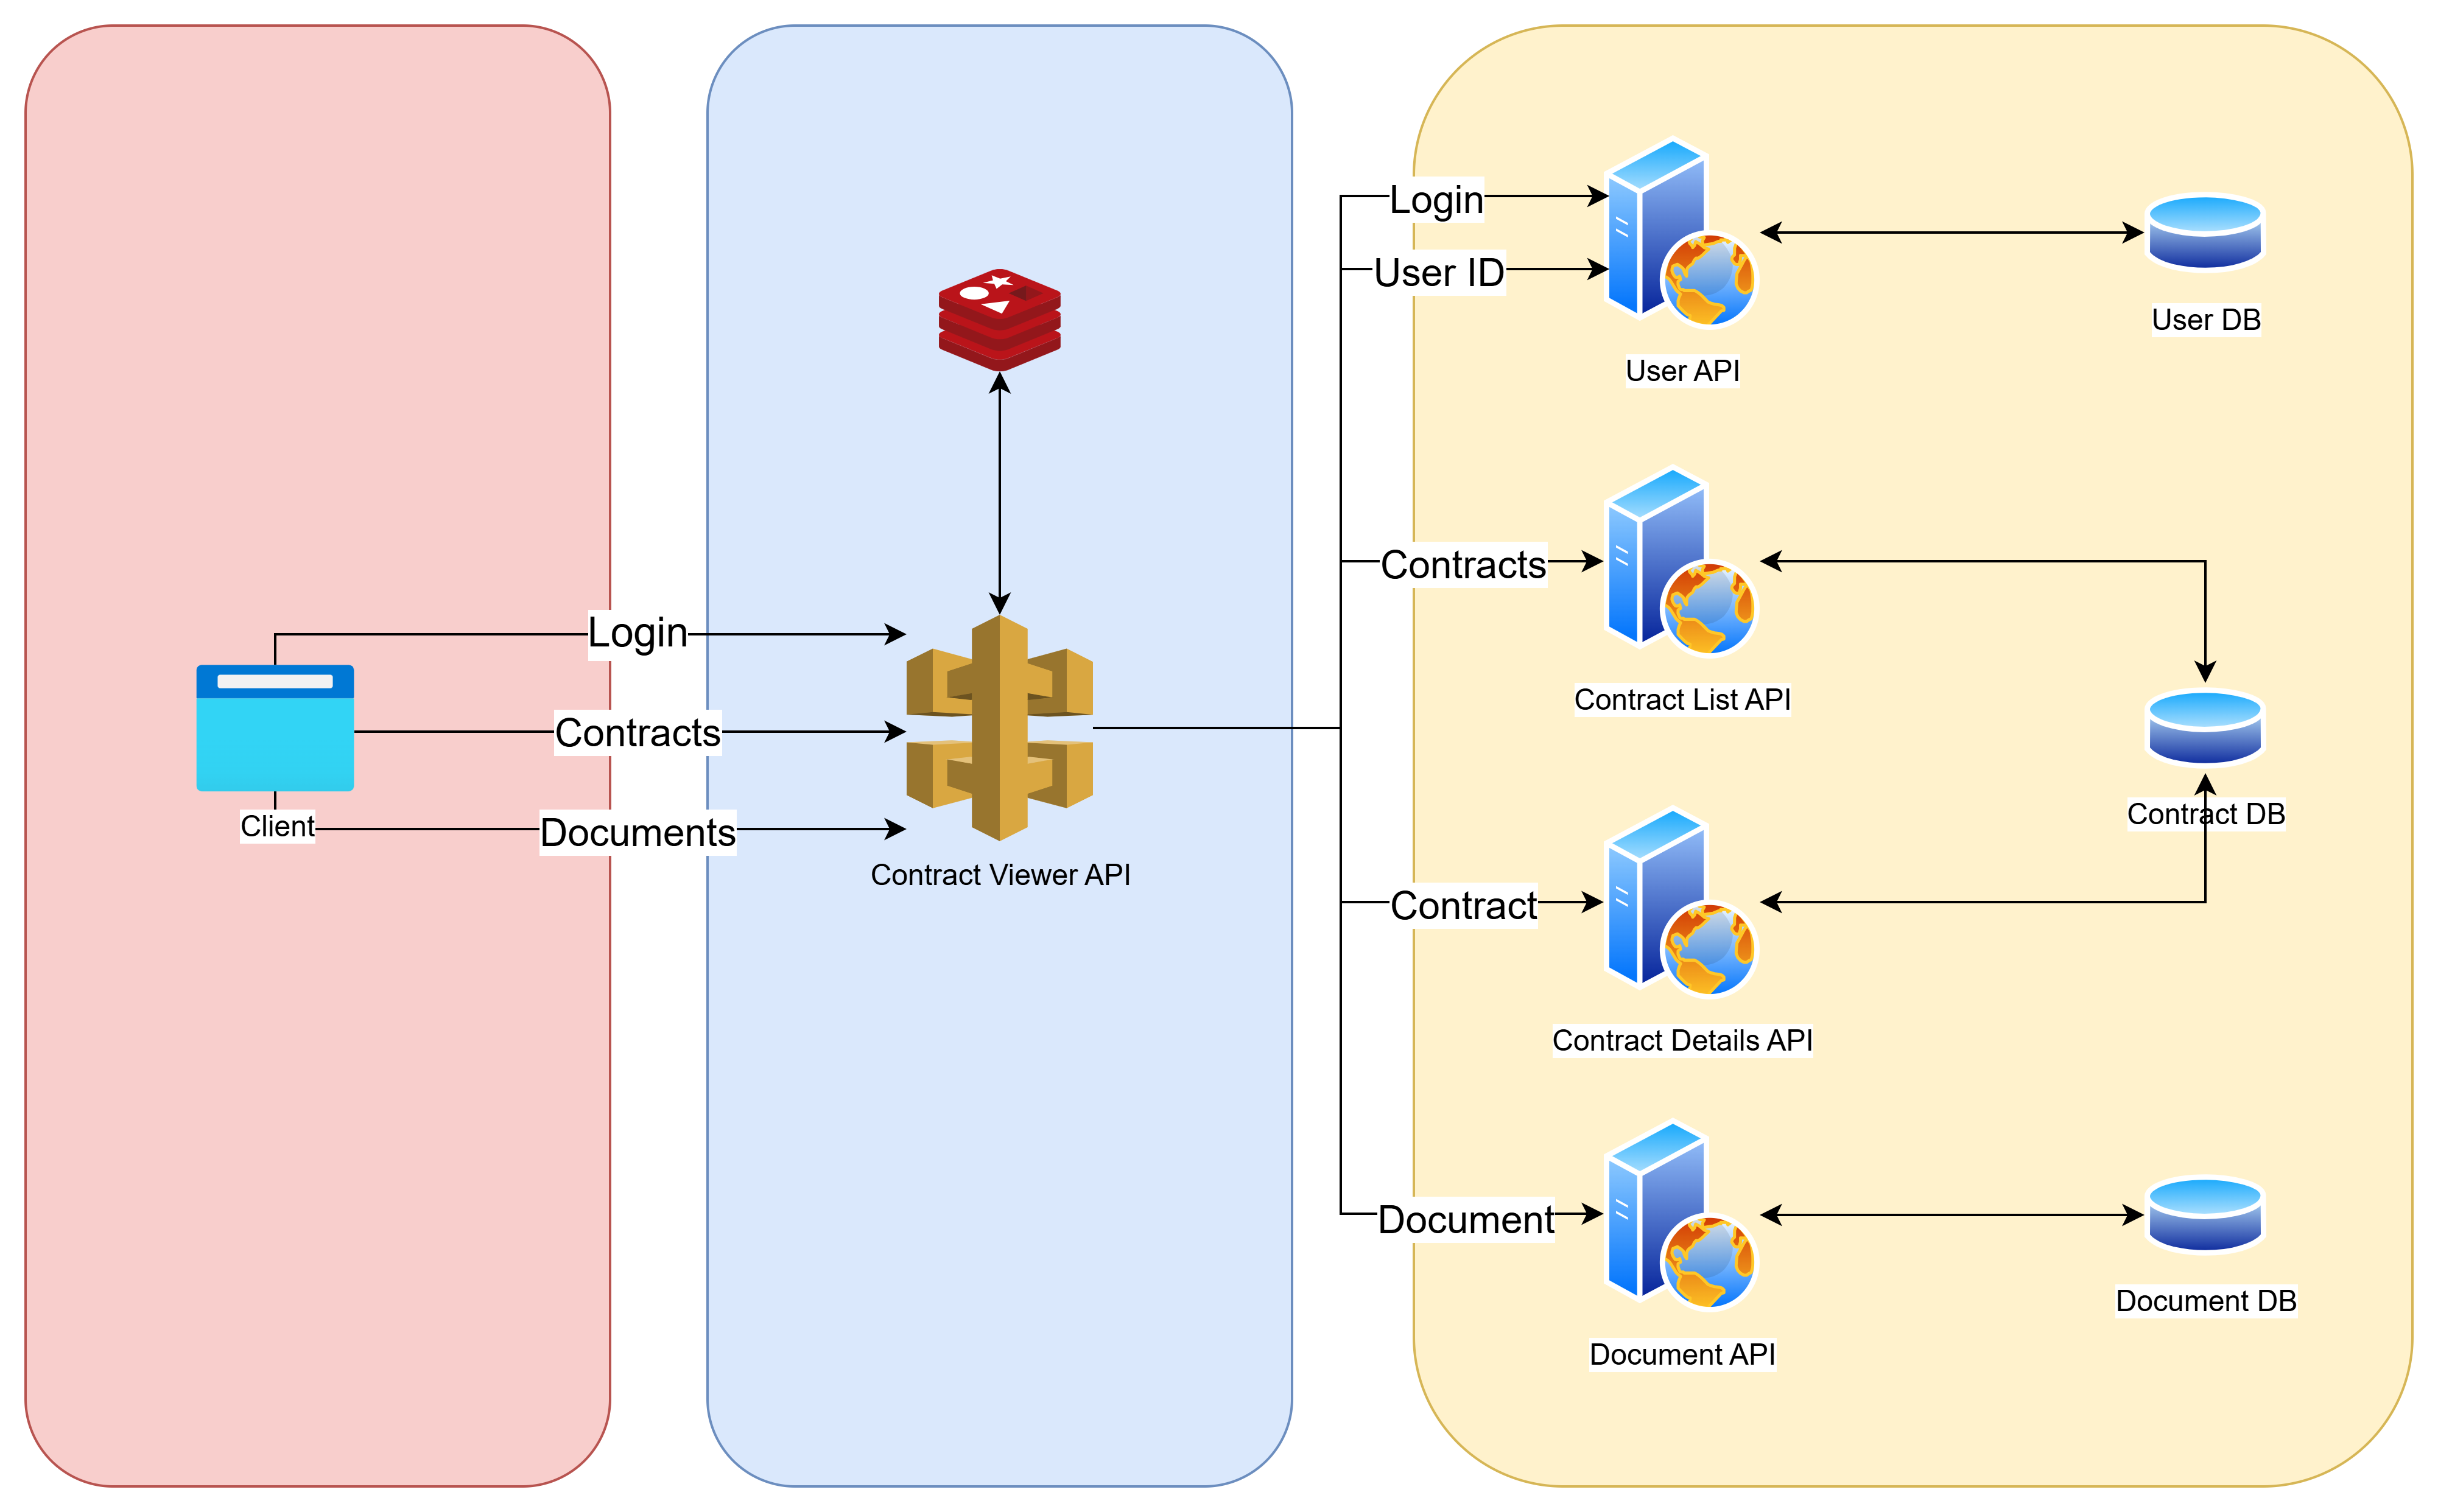 Login
Contracts
Client
Documents
Contract Viewer API
Login
User ID
User API
User DB
Contracts
Contract List API
Contract DB
Contract
Contract Details API
Document
Document API
Document DB